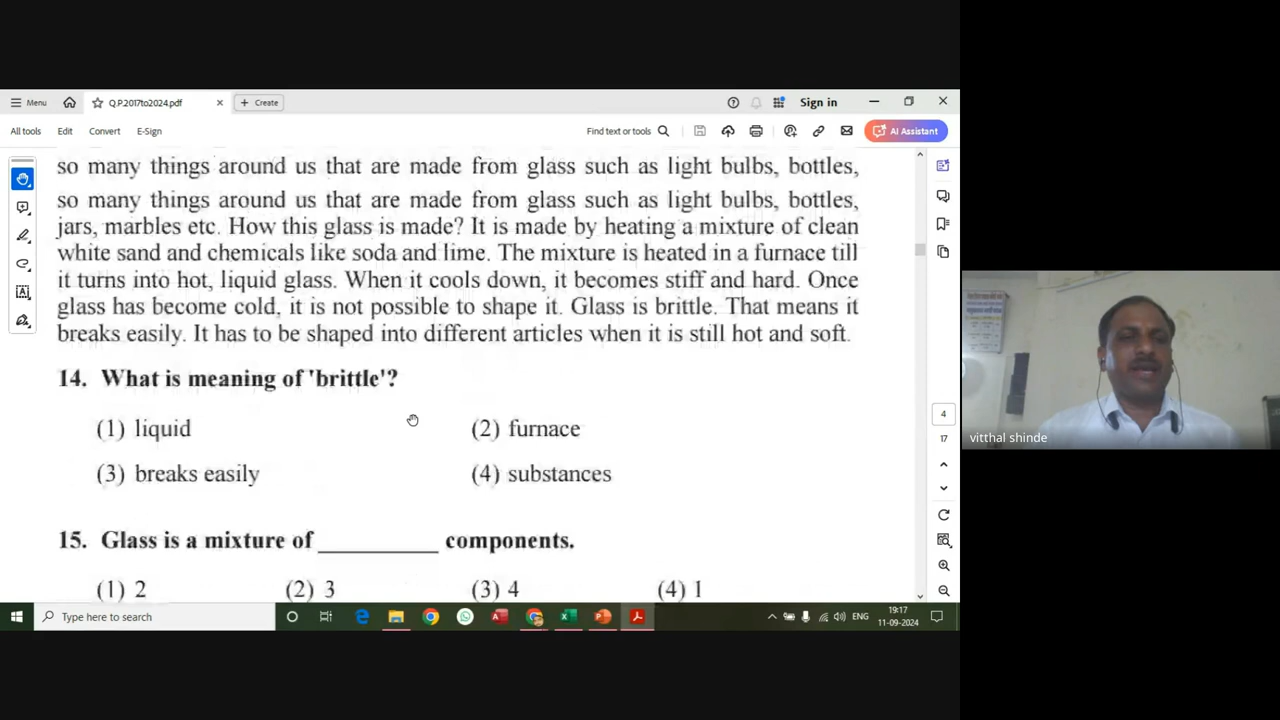 Menu
Q.P.2017to2024.pdf
Create
Sign in
All tools
Edit
Convert
E-Sign
Find text or tools
AI Assistant
so many things around us that are made from glass such as light bulbs, bottles,
so many things around us that are made from glass such as light bulbs, bottles,
jars, marbles etc. How this glass is made? It is made by heating a mixture of clean
white sand and chemicals like soda and lime. The mixture is heated in a furnace till
it turns into hot, liquid glass. When it cools down, it becomes stiff and hard. Once
glass has become cold, it is not possible to shape it. Glass is brittle. That means it
breaks easily. It has to be shaped into different articles when it is still hot and soft.
14. What is meaning of 'brittle'?
(1) liquid (2) furnace
(3) breaks easily (4) substances
15. Glass is a mixture of ________ components.
(1) 2 (2) 3 (3) 4 (4) 1
4
17
vitthal shinde
Type here to search
ENG
19:17
11-09-2024